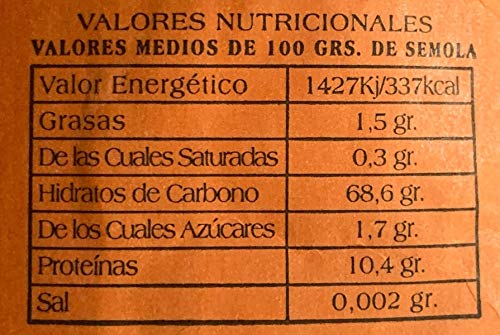 VALORES NUTRICIONALES
VALORES MEDIOS DE 100 GRS. DE SEMOLA
Valor Energético 1427Kj/337kcal
Grasas 1,5 gr.
De las Cuales Saturadas 0,3 gr.
Hidratos de Carbono 68,6 gr.
De los Cuales Azúcares 1,7 gr.
Proteínas 10,4 gr.
Sal 0,002 gr.